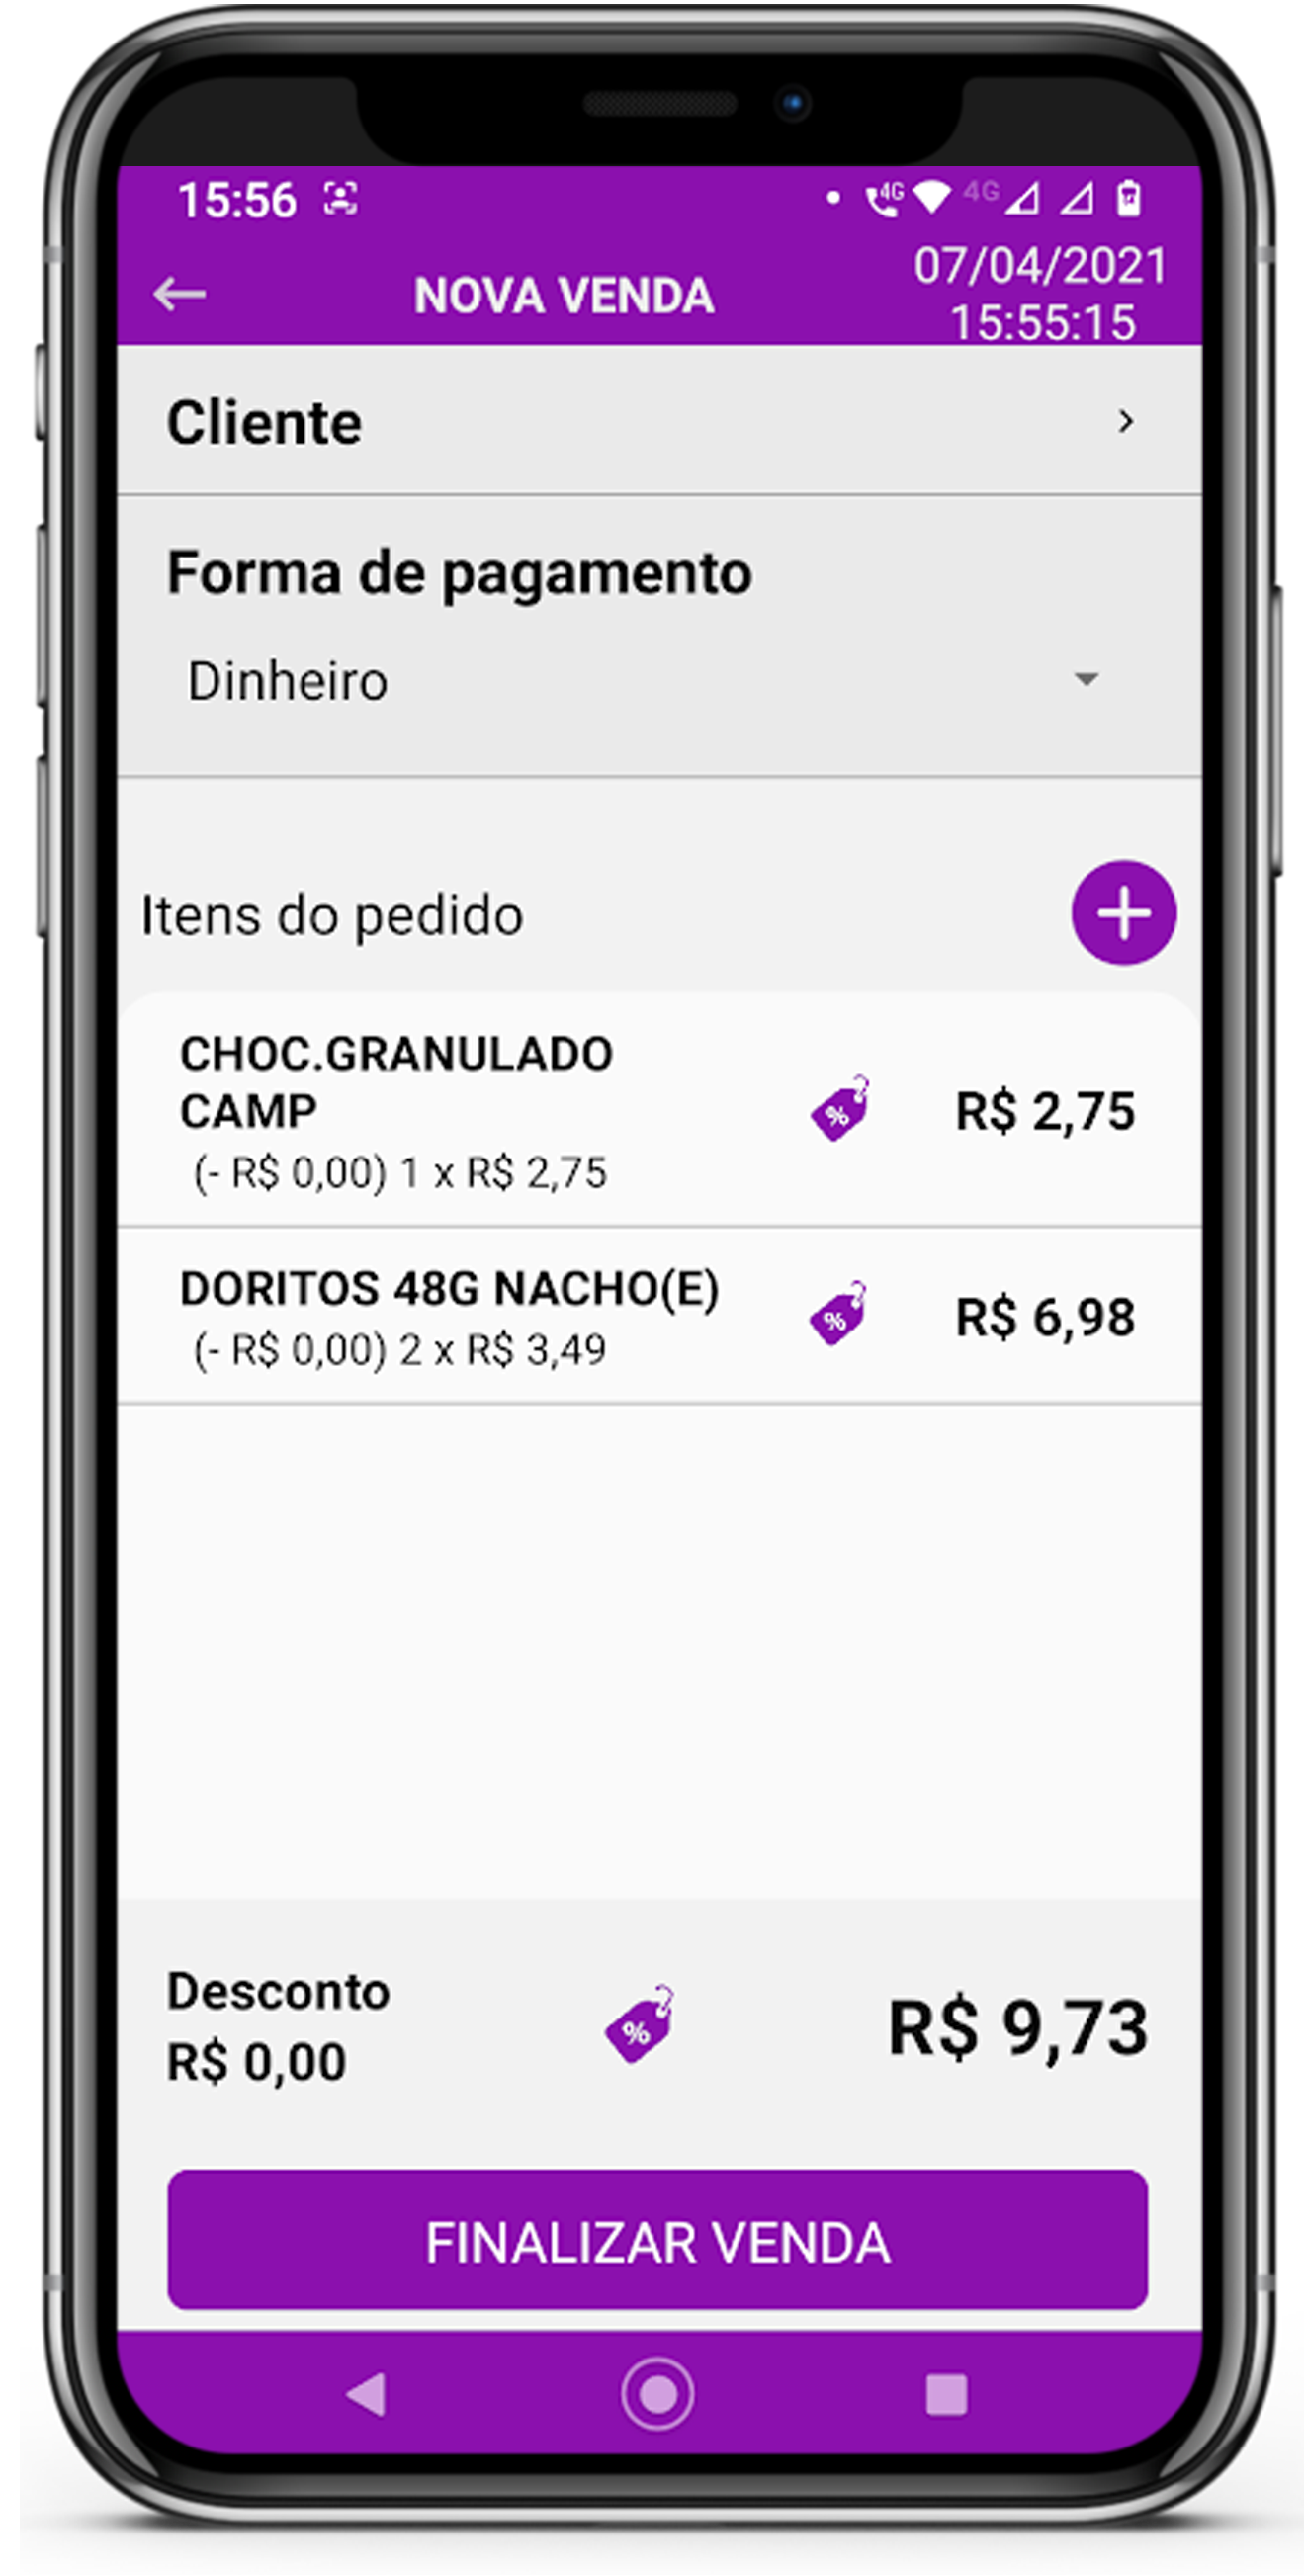 15:56
4G
4G
NOVA VENDA
07/04/2021
15:55:15
Cliente
Forma de pagamento
Dinheiro
Itens do pedido
CHOC.GRANULADO
CAMP
% R$ 2,75
(- R$ 0,00) 1 x R$ 2,75
DORITOS 48G NACHO(E)
% R$ 6,98
(- R$ 0,00) 2 x R$ 3,49
Desconto
R$ 0,00
% R$ 9,73
FINALIZAR VENDA